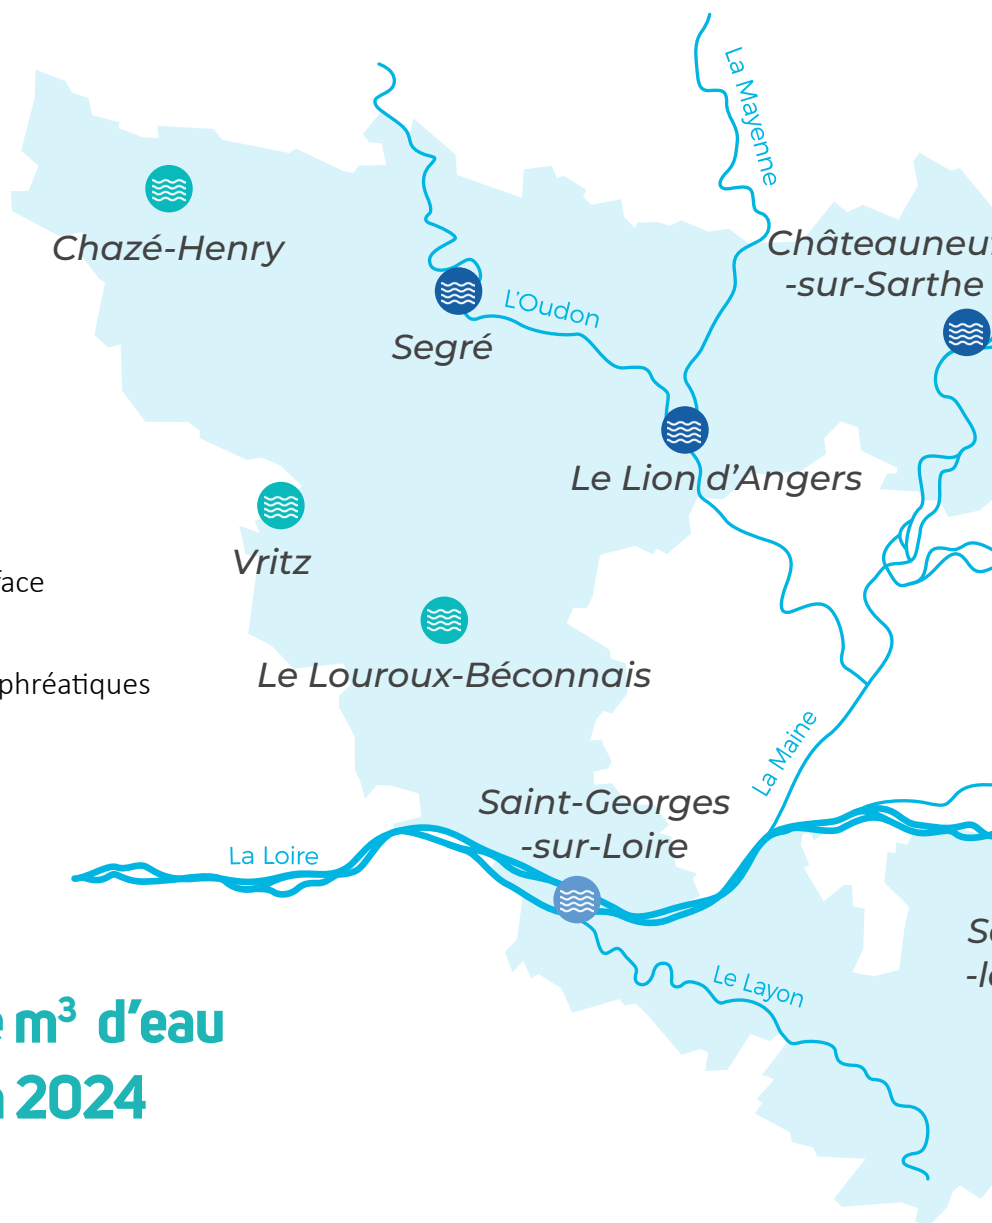 La Mayenne
Châteauneuf
-sur-Sarthe
Chazé-Henry
L'Oudon
Segré
Le Lion d'Angers
Vritz
face
Le Louroux-Béconnais
phréatiques
La Maine
Saint-Georges
-sur-Loire
La Loire
Le Layon
e m³ d'eau
2024